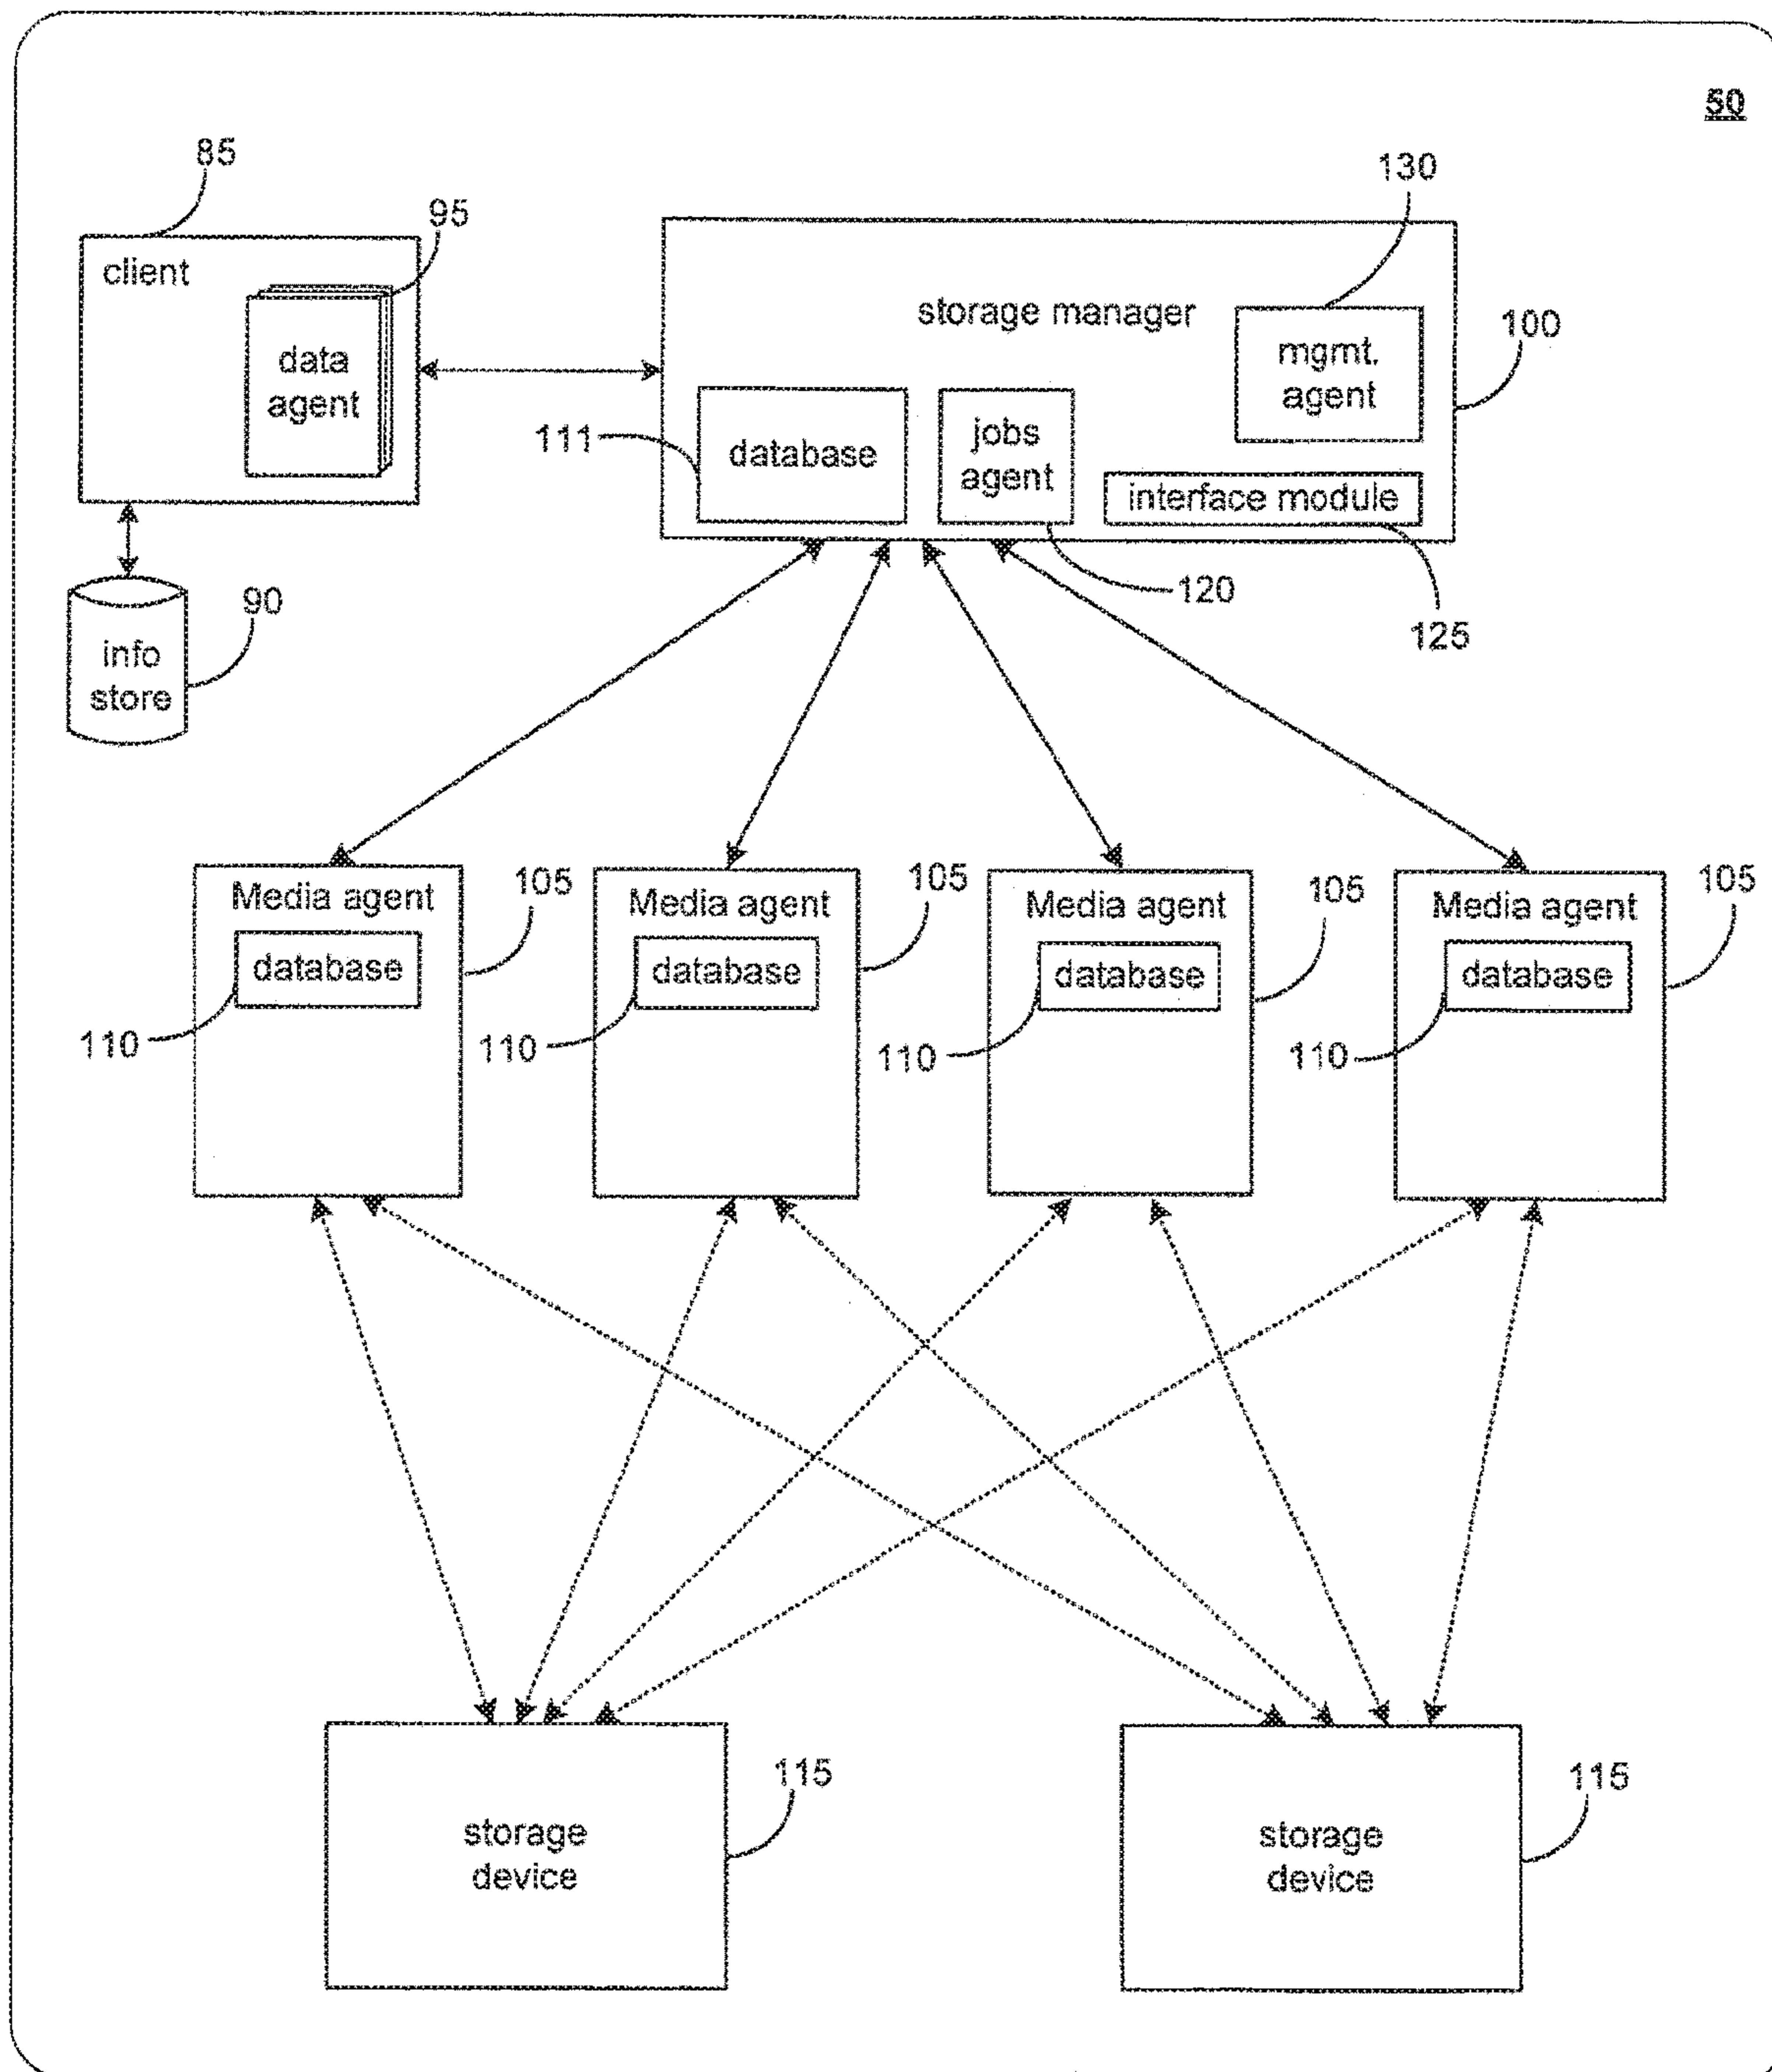 50
85
130
95
client
storage manager
100
mgmt.
agent
data
agent
111
database
jobs
agent
interface module
90
120
125
info
store
105
105
105
105
Media agent
Media agent
Media agent
Media agent
database
database
database
database
110
110
110
110
115
115
storage
device
storage
device